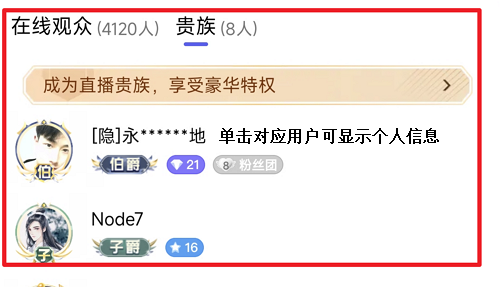 在线观众 (4120人) 贵族 (8人)
成为直播贵族，享受豪华特权
[隐]永******地 单击对应用户可显示个人信息
伯 伯爵 21 8 粉丝团
Node7
子 子爵 16